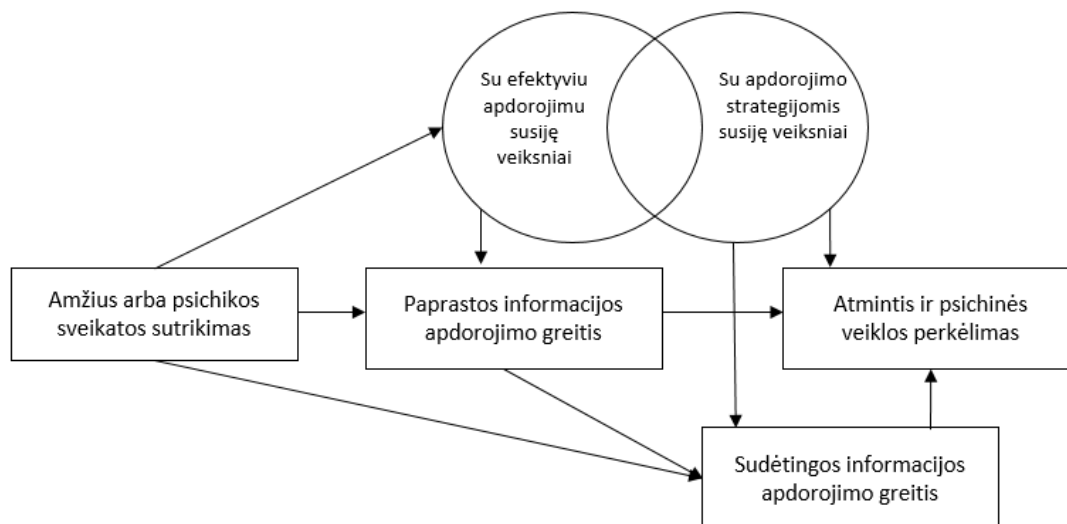 Su efektyviu
apdorojimu
susiję
veiksniai
Su apdorojimo
strategijomis
susiję veiksniai
Amžius arba psichikos
sveikatos sutrikimas
Paprastos informacijos
apdorojimo greitis
Atmintis ir psichinės
veiklos perkėlimas
Sudėtingos informacijos
apdorojimo greitis